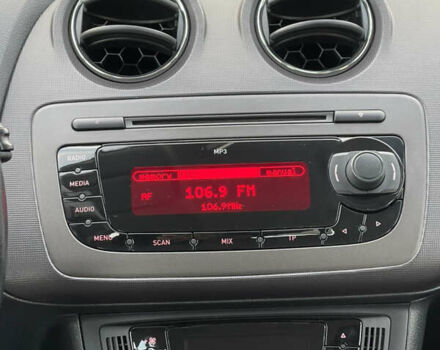 MP3
RADIO
memory
manual
MEDIA
RF 106.9 FM
106.9MHz
AUDIO
MENU SCAN MIX TP